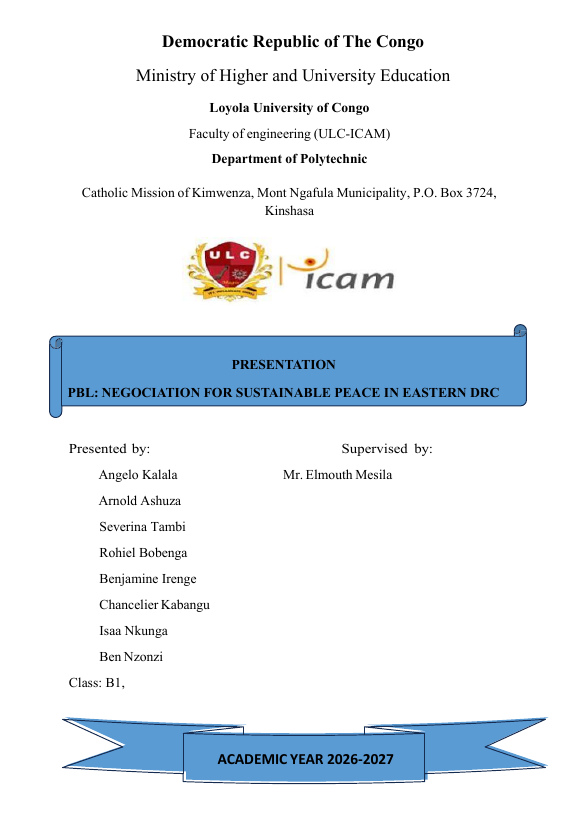 Democratic Republic of The Congo
Ministry of Higher and University Education
Loyola University of Congo
Faculty of engineering (ULC-ICAM)
Department of Polytechnic
Catholic Mission of Kimwenza, Mont Ngafula Municipality, P.O. Box 3724,
Kinshasa
ULC
icam
PRESENTATION
PBL: NEGOCIATION FOR SUSTAINABLE PEACE IN EASTERN DRC
Presented by: Supervised by:
Angelo Kalala Mr. Elmouth Mesila
Arnold Ashuza
Severina Tambi
Rohiel Bobenga
Benjamine Irenge
Chancelier Kabangu
Isaa Nkunga
Ben Nzonzi
Class: B1,
ACADEMIC YEAR 2026-2027